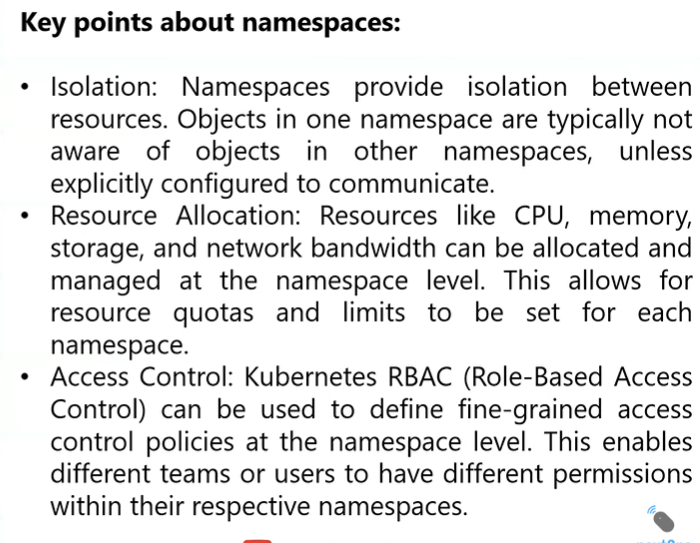 Key points about namespaces:
• Isolation: Namespaces provide isolation between
resources. Objects in one namespace are typically not
aware of objects in other namespaces, unless
explicitly configured to communicate.
• Resource Allocation: Resources like CPU, memory,
storage, and network bandwidth can be allocated and
managed at the namespace level. This allows for
resource quotas and limits to be set for each
namespace.
• Access Control: Kubernetes RBAC (Role-Based Access
Control) can be used to define fine-grained access
control policies at the namespace level. This enables
different teams or users to have different permissions
within their respective namespaces.